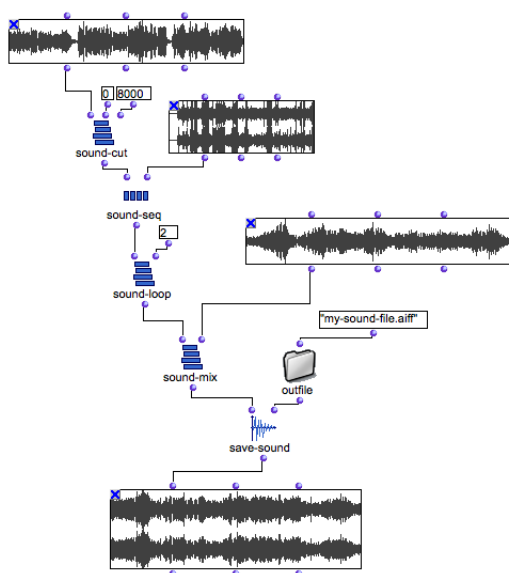 0 8000
sound-cut
sound-seq
2
sound-loop
"my-sound-file.aiff"
sound-mix
outfile
save-sound